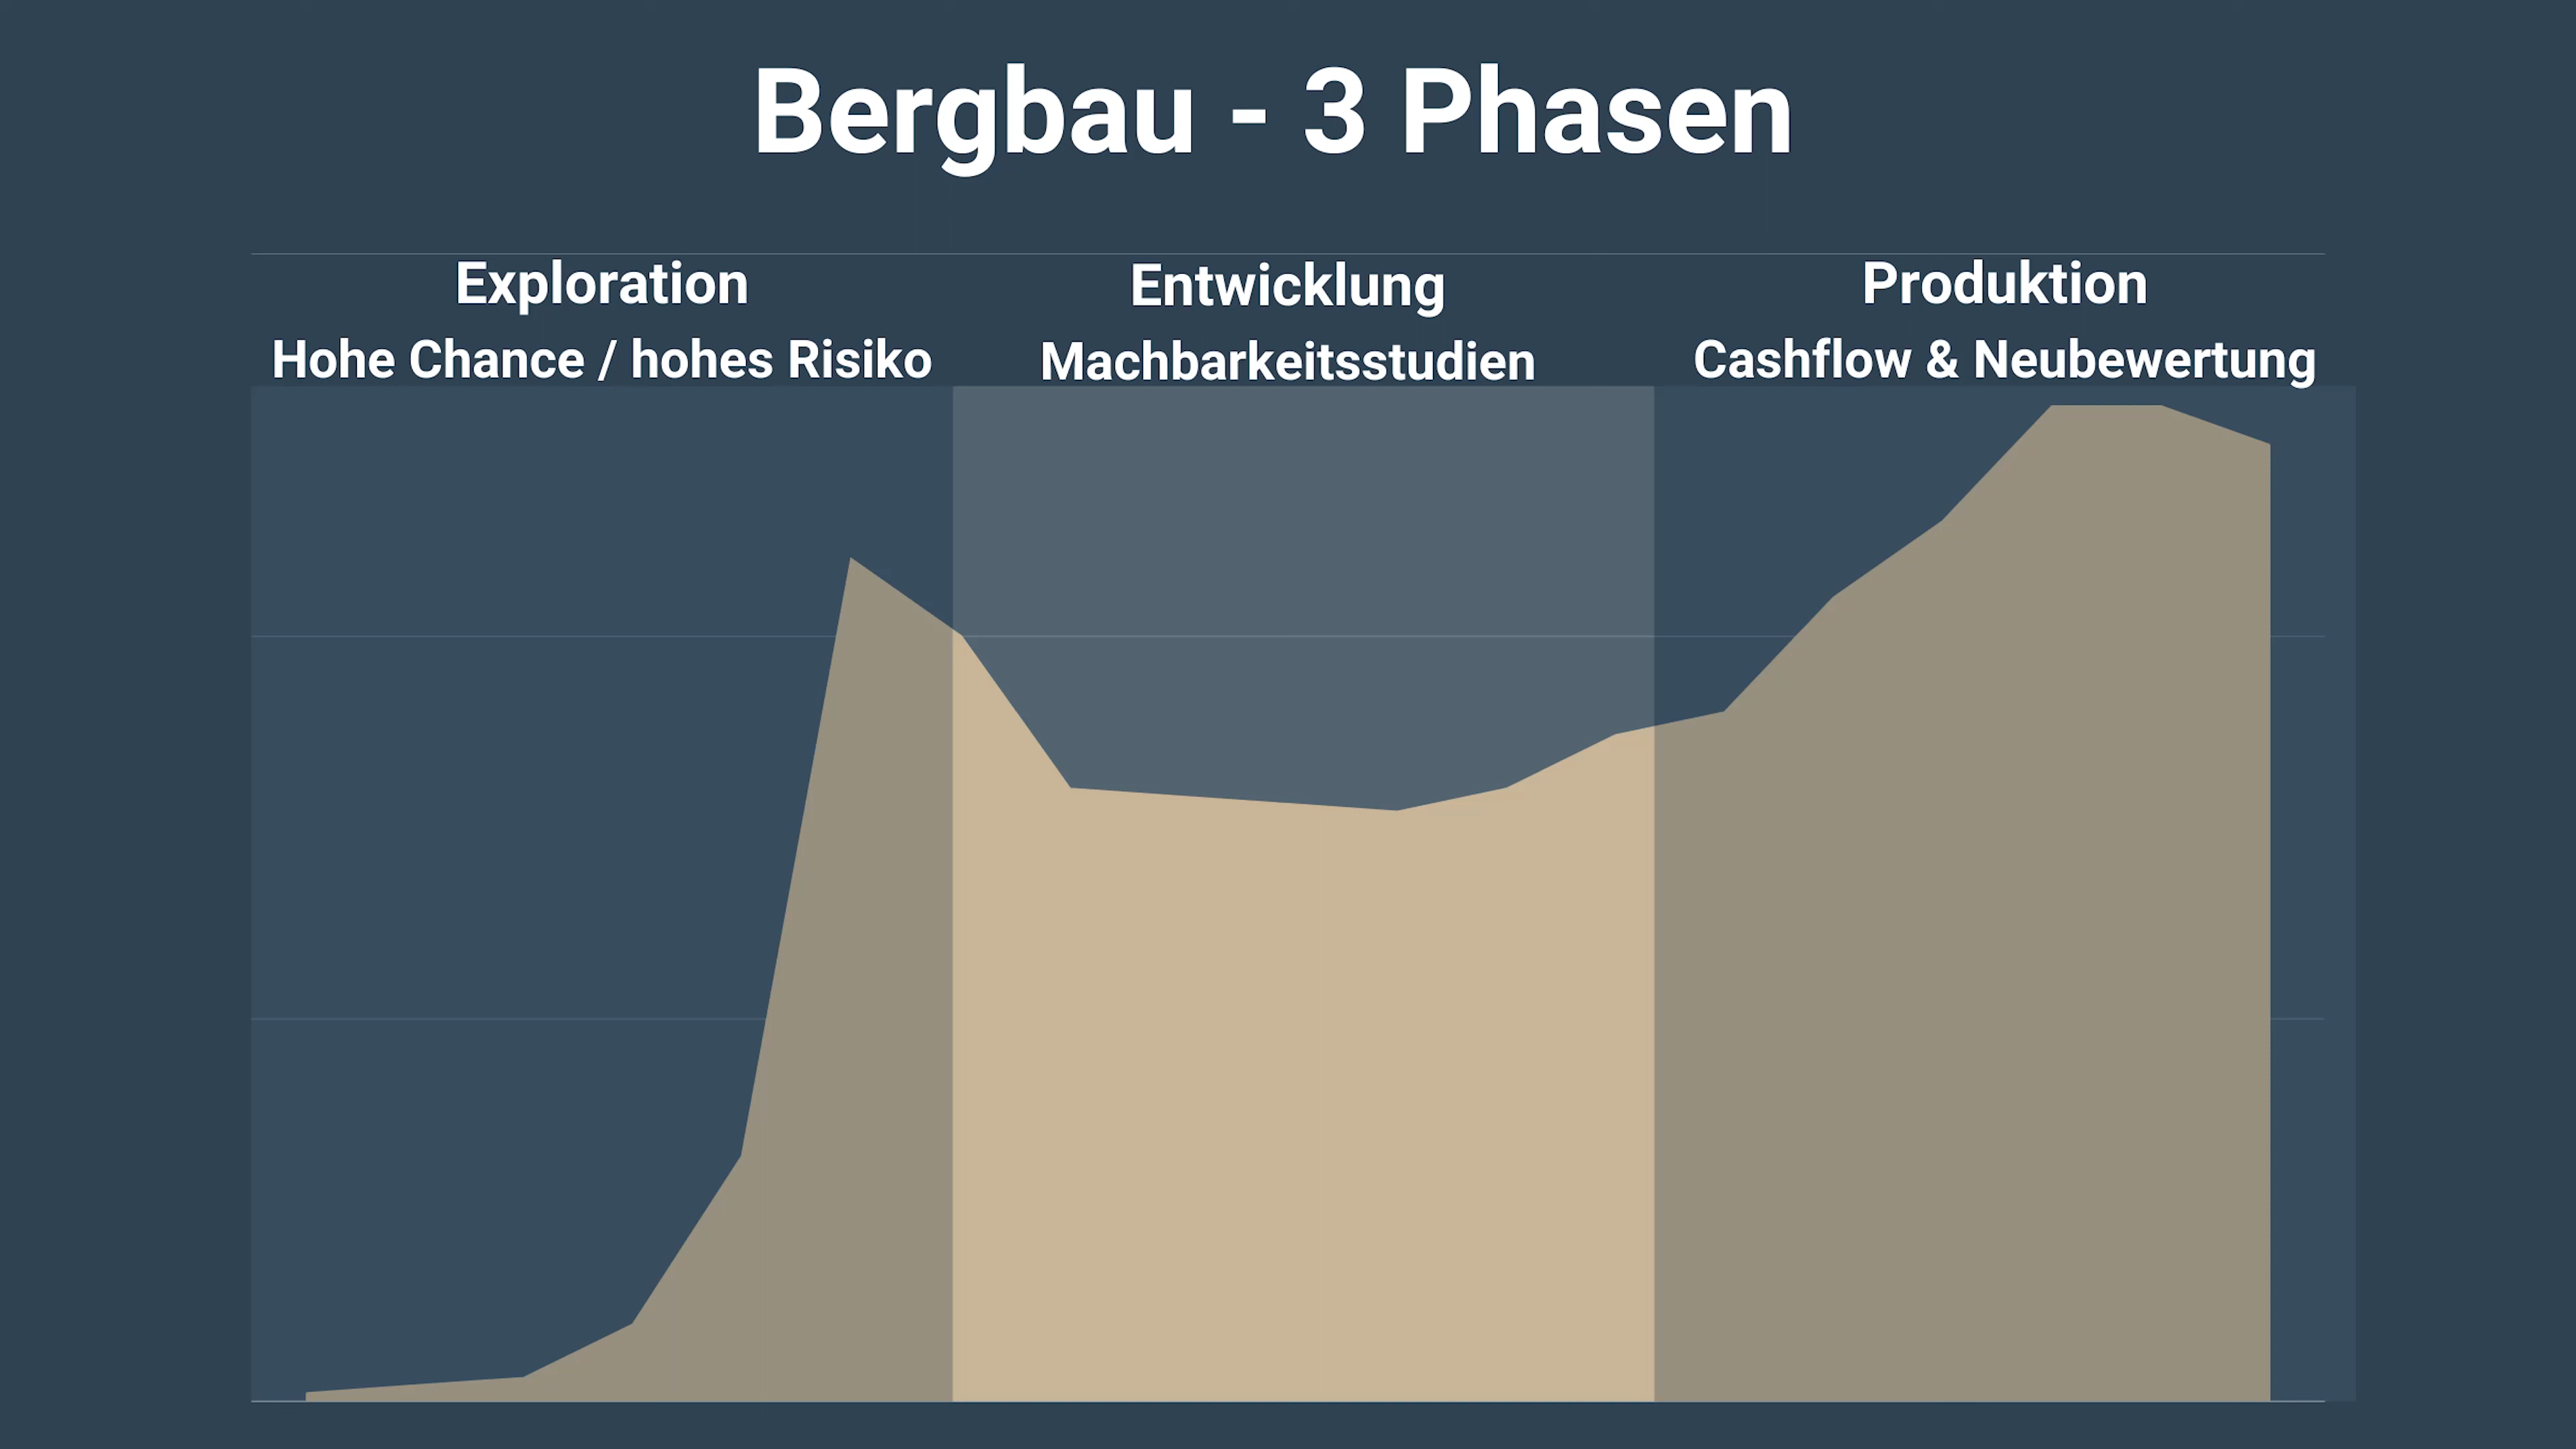 Bergbau - 3 Phasen
Exploration
Hohe Chance / hohes Risiko
Entwicklung
Machbarkeitsstudien
Produktion
Cashflow & Neubewertung